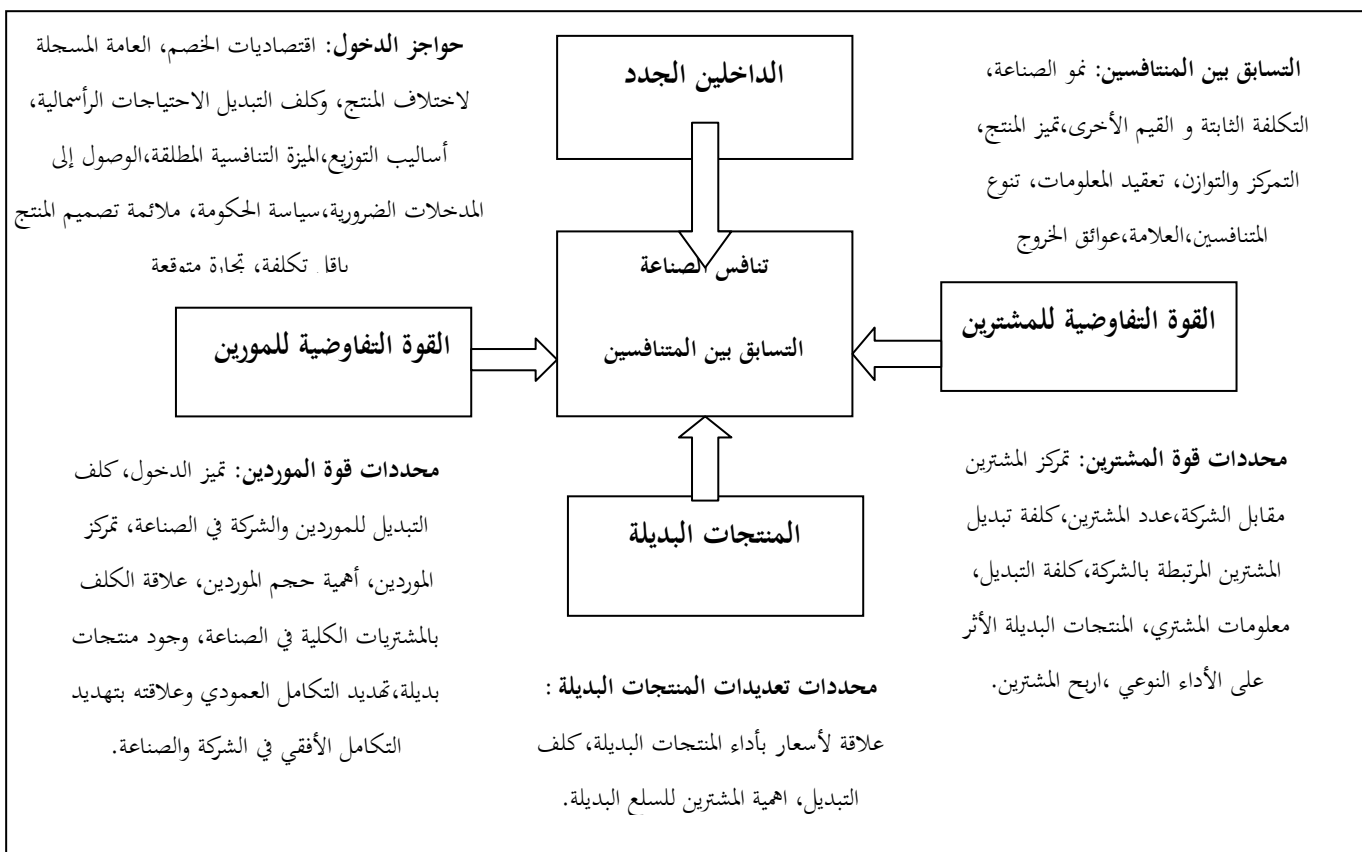 التسابق بين المنتافسين: نمو الصناعة،
التكلفة الثابتة و القيم الأخرى،تميز المنتج،
التمركز والتوازن، تعقيد المعلومات، تنوع
المتنافسين،العلامة،عوائق الخروج
الداخلين الجدد
حواجز الدخول: اقتصاديات الخصم، العامة المسجلة
لاختلاف المنتج، وكلف التبديل الاحتياجات الرأسمالية،
أساليب التوزيع،الميزة التنافسية المطلقة،الوصول إلى
المدخلات الضرورية،سياسة الحكومة، ملائمة تصميم المنتج
باقل تكلفة، تجارة متوقعة
القوة التفاوضية للمشترين
تنافس الصناعة
التسابق بين المتنافسين
القوة التفاوضية للمورين
محددات قوة المشترين: تمركز المشترين
مقابل الشركة،عدد المشترين،كلفة تبديل
المشترين المرتبطة بالشركة،كلفة التبديل،
معلومات المشتري، المنتجات البديلة الأثر
على الأداء النوعي ،اربح المشترين.
المنتجات البديلة
محددات تعديدات المنتجات البديلة :
علاقة لأسعار بأداء المنتجات البديلة،كلف
التبديل، اهمية المشترين للسلع البديلة.
محددات قوة الموردين: تميز الدخول،كلف
التبديل للموردين والشركة في الصناعة، تمركز
الموردين، أهمية حجم الموردين، علاقة الكلف
بالمشتريات الكلية في الصناعة، وجود منتجات
بديلة،تهديد التكامل العمودي وعلاقته بتهديد
التكامل الأفقي في الشركة والصناعة.